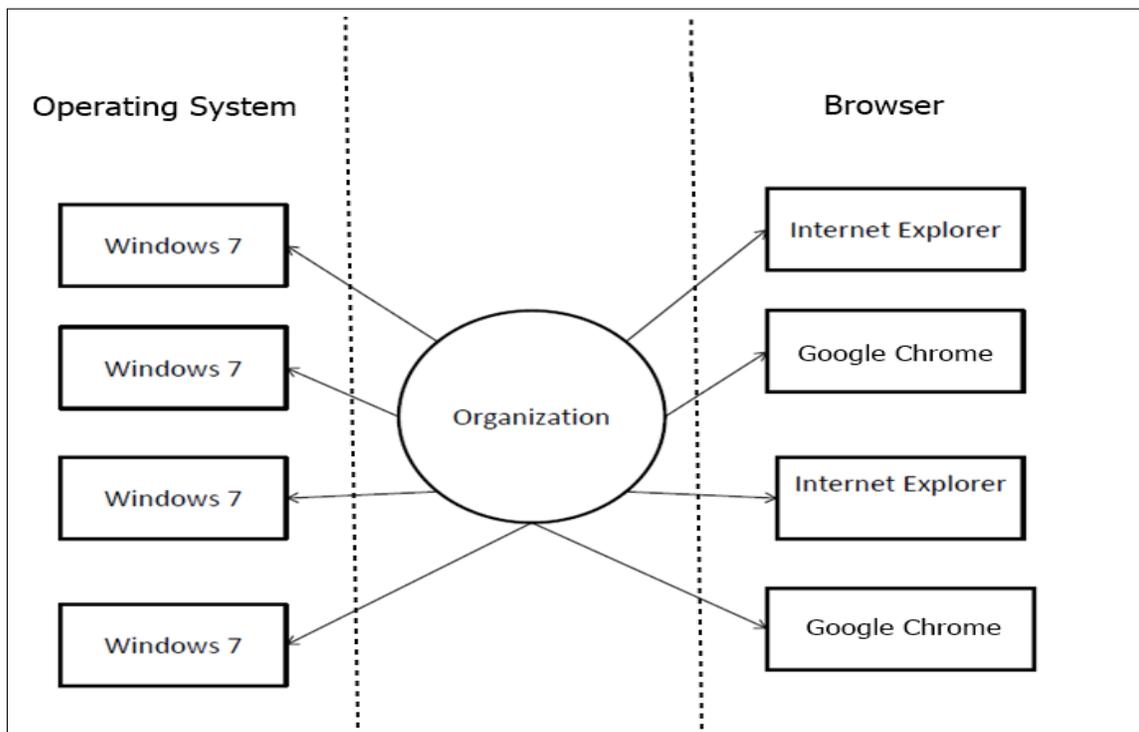 Operating System
Browser
Windows 7
Internet Explorer
Windows 7
Google Chrome
Organization
Windows 7
Internet Explorer
Windows 7
Google Chrome